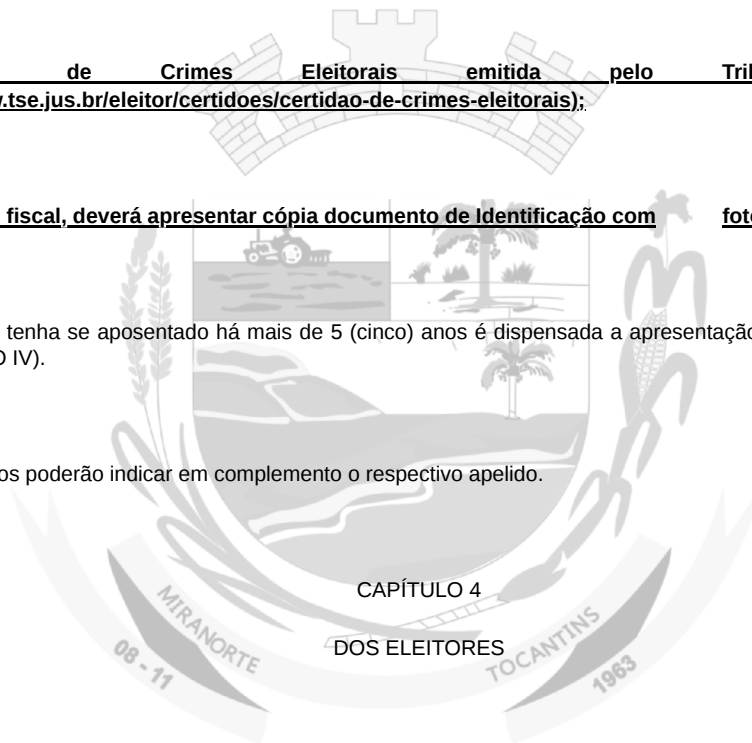 de Crimes Eleitorais emitida pelo
.tse.jus.br/eleitor/certidoes/certidao-de-crimes-eleitorais);
fiscal, deverá apresentar cópia documento de Identificação com
tenha se aposentado há mais de 5 (cinco) anos é dispensada a apresentação
IV).
os poderão indicar em complemento o respectivo apelido.
CAPÍTULO 4
DOS ELEITORES
MIRANORTE
TOCANTINS
08 - 11
1963